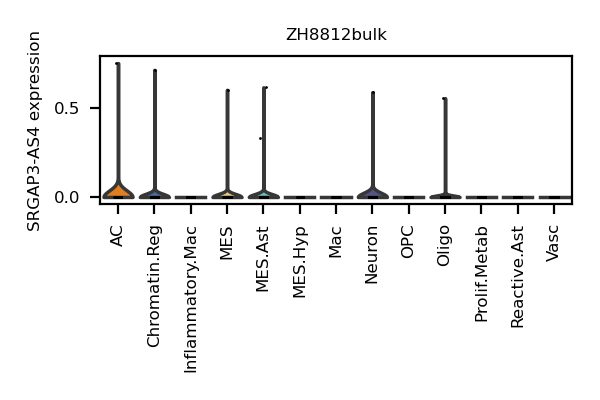 ZH8812bulk
SRGAP3-AS4 expression
0.5
0.0
AC
Chromatin.Reg
Inflammatory.Mac
MES
MES.Ast
MES.Hyp
Mac
Neuron
OPC
Oligo
Prolif.Metab
Reactive.Ast
Vasc